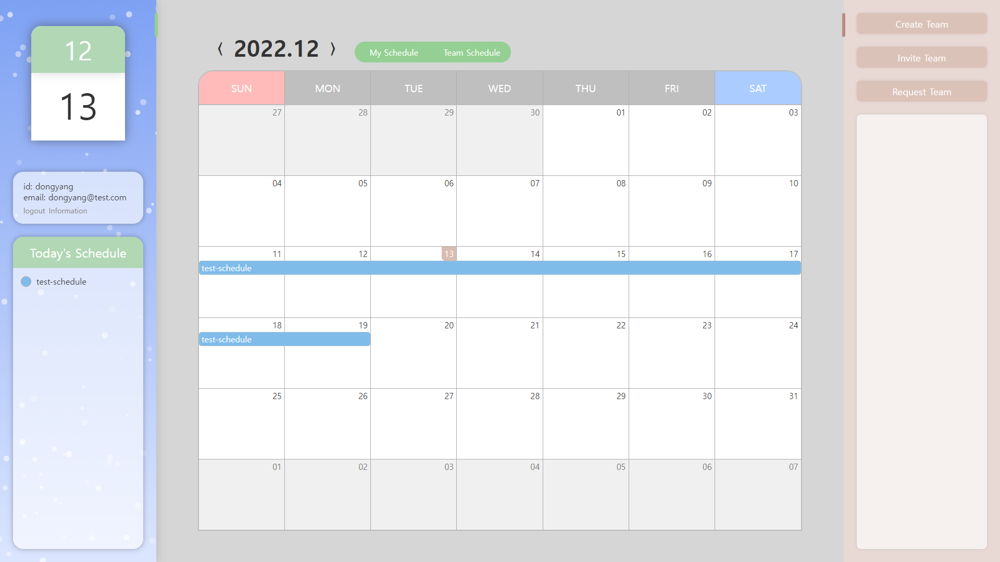 12
13
id: dongyang
email: dongyang@test.com
logout Information
Today's Schedule
test-schedule
〈 2022.12 〉
My Schedule Team Schedule
SUN MON TUE WED THU FRI SAT
27 28 29 30 01 02 03
04 05 06 07 08 09 10
11 12 13 14 15 16 17
test-schedule
18 19 20 21 22 23 24
test-schedule
25 26 27 28 29 30 31
01 02 03 04 05 06 07
Create Team
Invite Team
Request Team